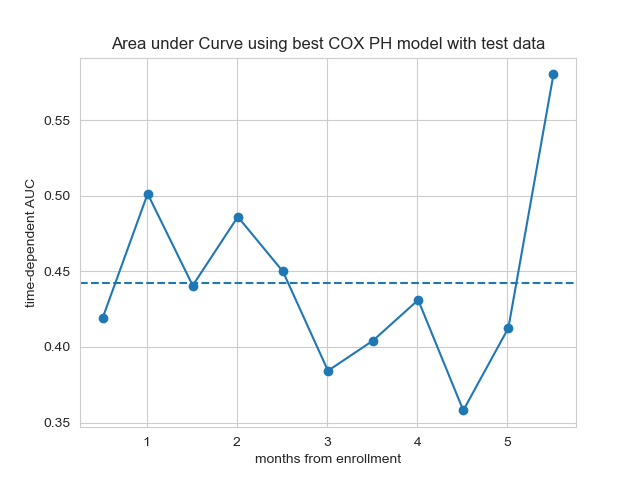 Area under Curve using best COX PH model with test data
time-dependent AUC
0.55
0.50
0.45
0.40
0.35
1 2 3 4 5
months from enrollment